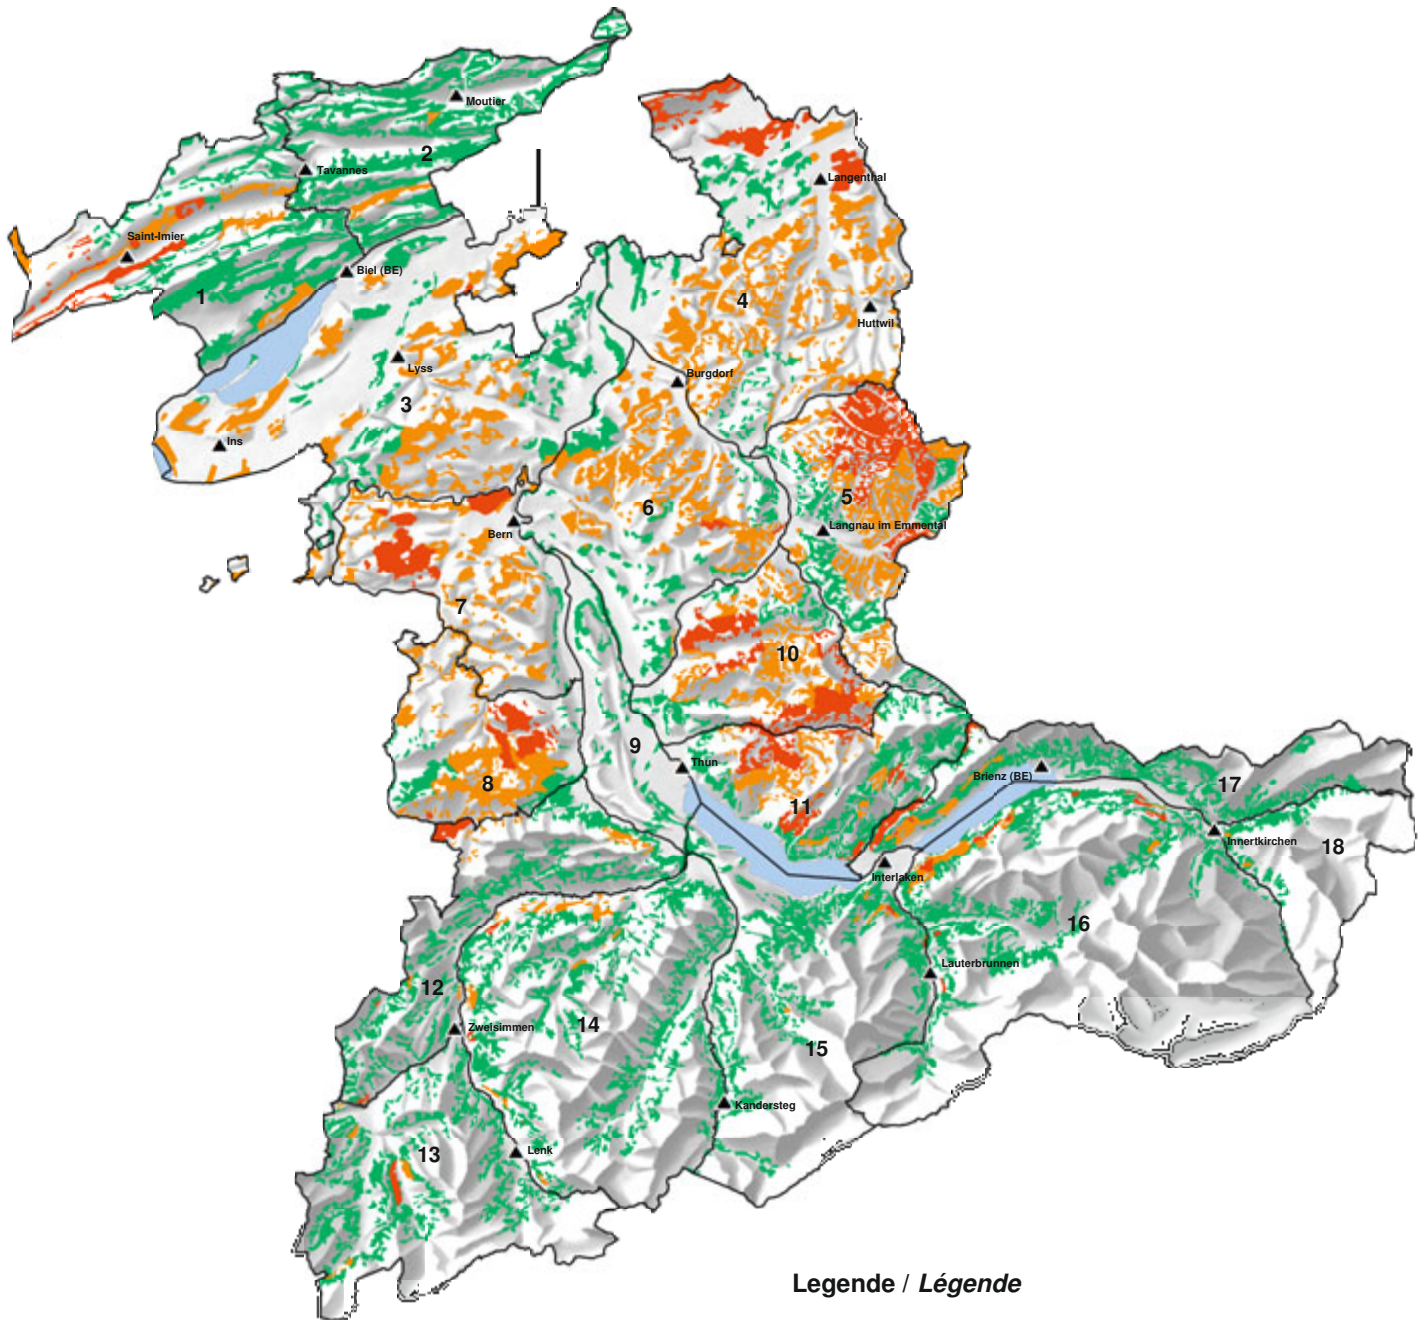 Moutier
2
Tavannes
Langenthal
Saint-Imier
Biel (BE)
1
4
Huttwil
Lyss
Burgdorf
3
Ins
5
6
Langnau im Emmental
Bern
7
10
9
Thun
Brienz (BE)
17
8
11
Innertkirchen
18
Interlaken
16
Lauterbrunnen
12
14
Zweisimmen
15
Kandersteg
13
Lenk
Legende / Légende